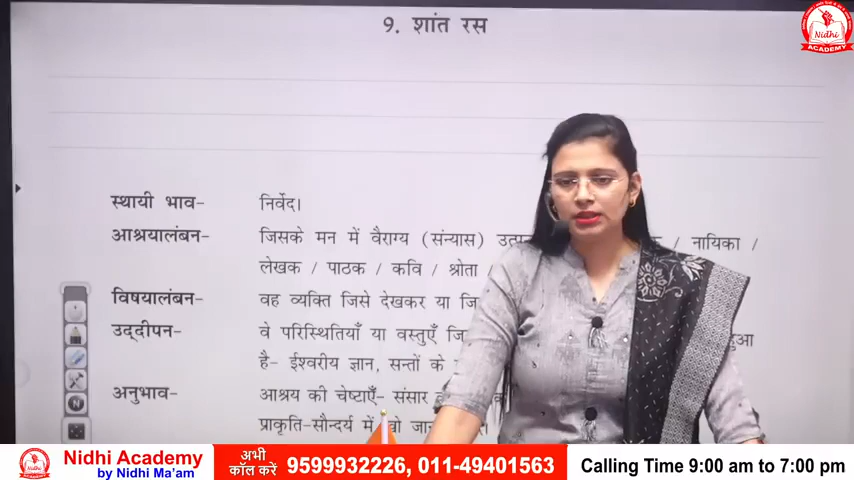 9. शांत रस
Nidhi
ACADEMY
स्थायी भाव- निर्वेद।
आश्रयालंबन- जिसके मन में वैराग्य (संन्यास) / नायिका /
लेखक / पाठक / कवि / श्रोता /
विषयालंबन- वह व्यक्ति जिसे देखकर या
उद्दीपन- वे परिस्थितियाँ या वस्तुएँ
है- ईश्वरीय ज्ञान, सन्तों के
अनुभाव- आश्रय की चेष्टाएँ- संसार
प्राकृति-सौन्दर्य में
Nidhi Academy
by Nidhi Ma'am
अभी
कॉल करें
9599932226, 011-49401563
Calling Time 9:00 am to 7:00 pm